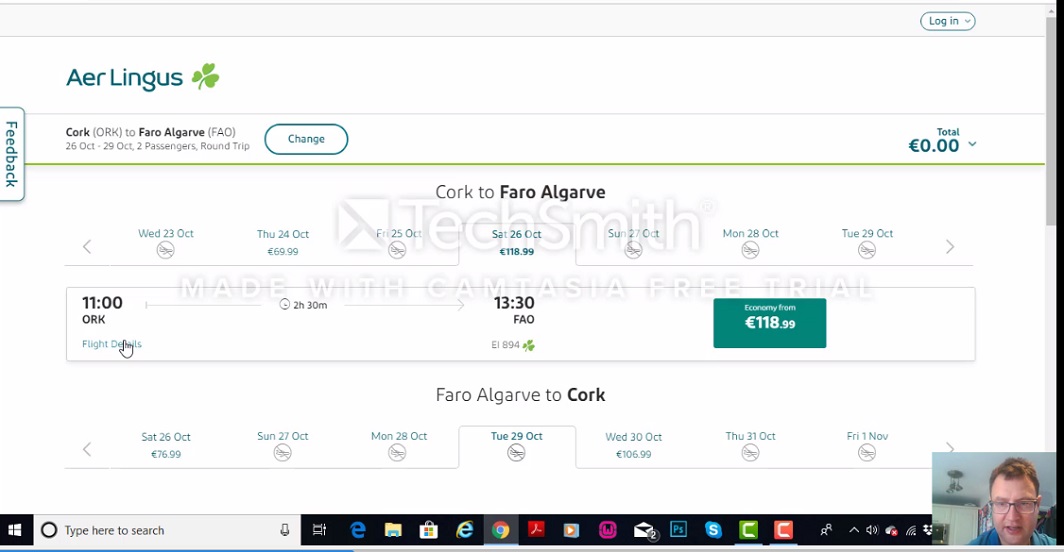 Log in
Aer Lingus
Feedback
Cork (ORK) to Faro Algarve (FAO)
26 Oct - 29 Oct, 2 Passengers, Round Trip
Change
Total
€0.00
Cork to Faro Algarve
Wed 23 Oct
Thu 24 Oct
€69.99
Fri 25 Oct
Sat 26 Oct
€118.99
Sun 27 Oct
Mon 28 Oct
Tue 29 Oct
TechSmith®
MADE WITH CAMTASIA FREE TRIAL
11:00
ORK
2h 30m
13:30
FAO
Flight Details
EI 894
Economy from
€118.99
Faro Algarve to Cork
Sat 26 Oct
€76.99
Sun 27 Oct
Mon 28 Oct
Tue 29 Oct
Wed 30 Oct
€106.99
Thu 31 Oct
Fri 1 Nov
Type here to search
2